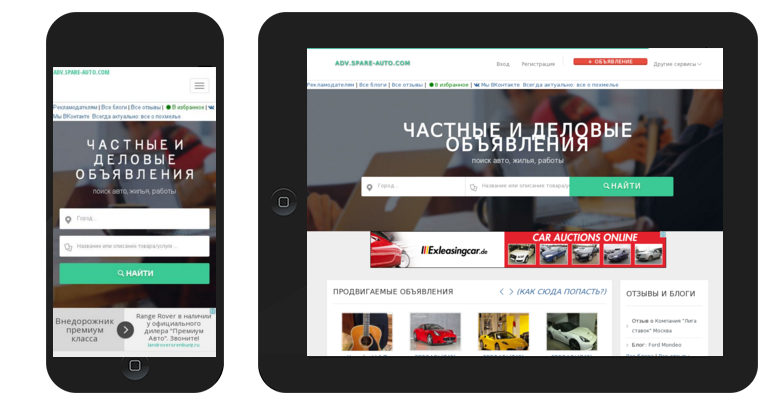 ADV.SPARE-AUTO.COM
Рекламодателям | Все блоги | Все отзывы | В избранное |
Мы ВКонтакте Всегда актуально: все о похмелье
ЧАСТНЫЕ И
ДЕЛОВЫЕ
ОБЪЯВЛЕНИЯ
поиск авто, жилья, работы
Город...
Название или описание товара/услуги ...
НАЙТИ
Внедорожник
премиум
класса
Range Rover в наличии
у официального
дилера "Премиум
Авто". Звоните!
ADV.SPARE-AUTO.COM
Вход Регистрация + ОБЪЯВЛЕНИЕ Другие сервисы
Рекламодателям | Все блоги | Все отзывы | В избранное | Мы ВКонтакте Всегда актуально: все о похмелье
ЧАСТНЫЕ И ДЕЛОВЫЕ
ОБЪЯВЛЕНИЯ
поиск авто, жилья, работы
Город...
Название или описание товара/у
НАЙТИ
Exleasingcar.de
CAR AUCTIONS ONLINE
ПРОДВИГАЕМЫЕ ОБЪЯВЛЕНИЯ < > (КАК СЮДА ПОПАСТЬ?)
ОТЗЫВЫ И БЛОГИ
Отзыв о Компания "Лига
ставок" Москва
Блог: Ford Mondeo